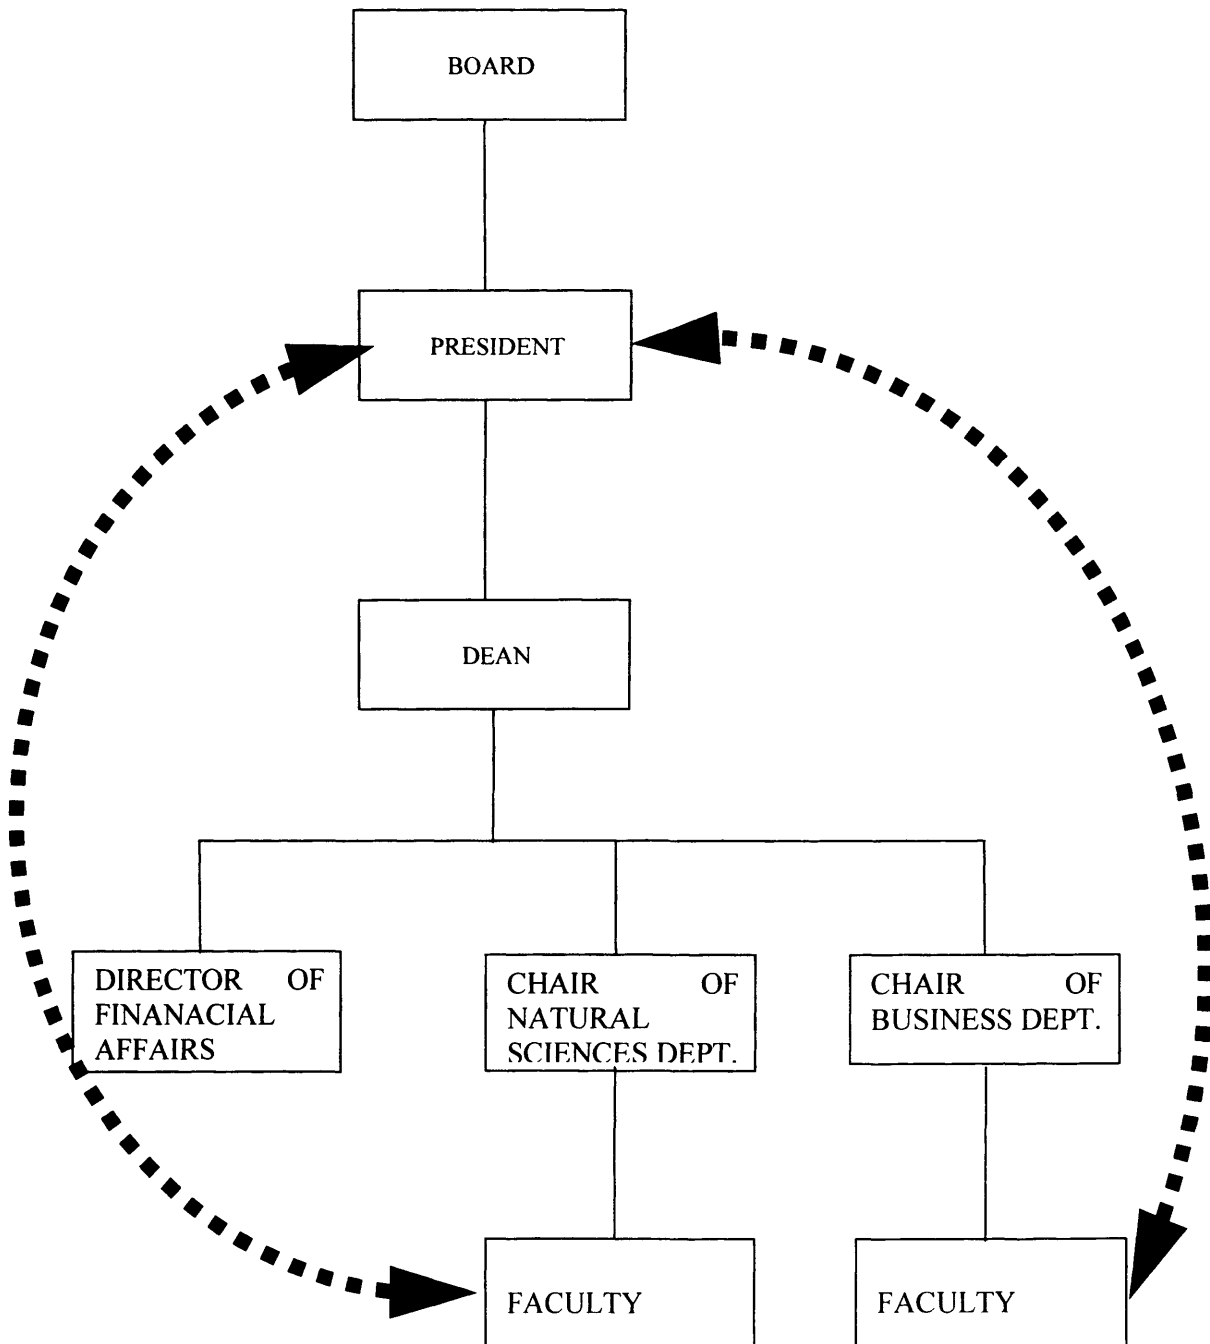 BOARD
PRESIDENT
DEAN
DIRECTOR OF
FINANACIAL
AFFAIRS
CHAIR OF
NATURAL
SCIENCES DEPT.
CHAIR OF
BUSINESS DEPT.
FACULTY
FACULTY